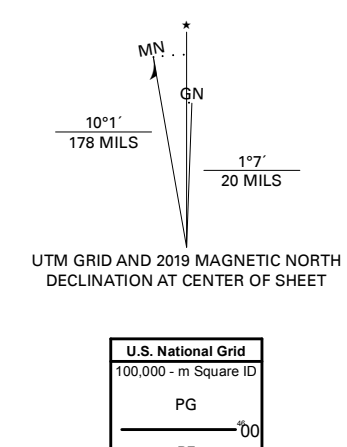 ★
MN
GN
10°1´
178 MILS
1°7´
20 MILS
UTM GRID AND 2019 MAGNETIC NORTH
DECLINATION AT CENTER OF SHEET
U.S. National Grid
100,000 - m Square ID
PG
⁴⁶00